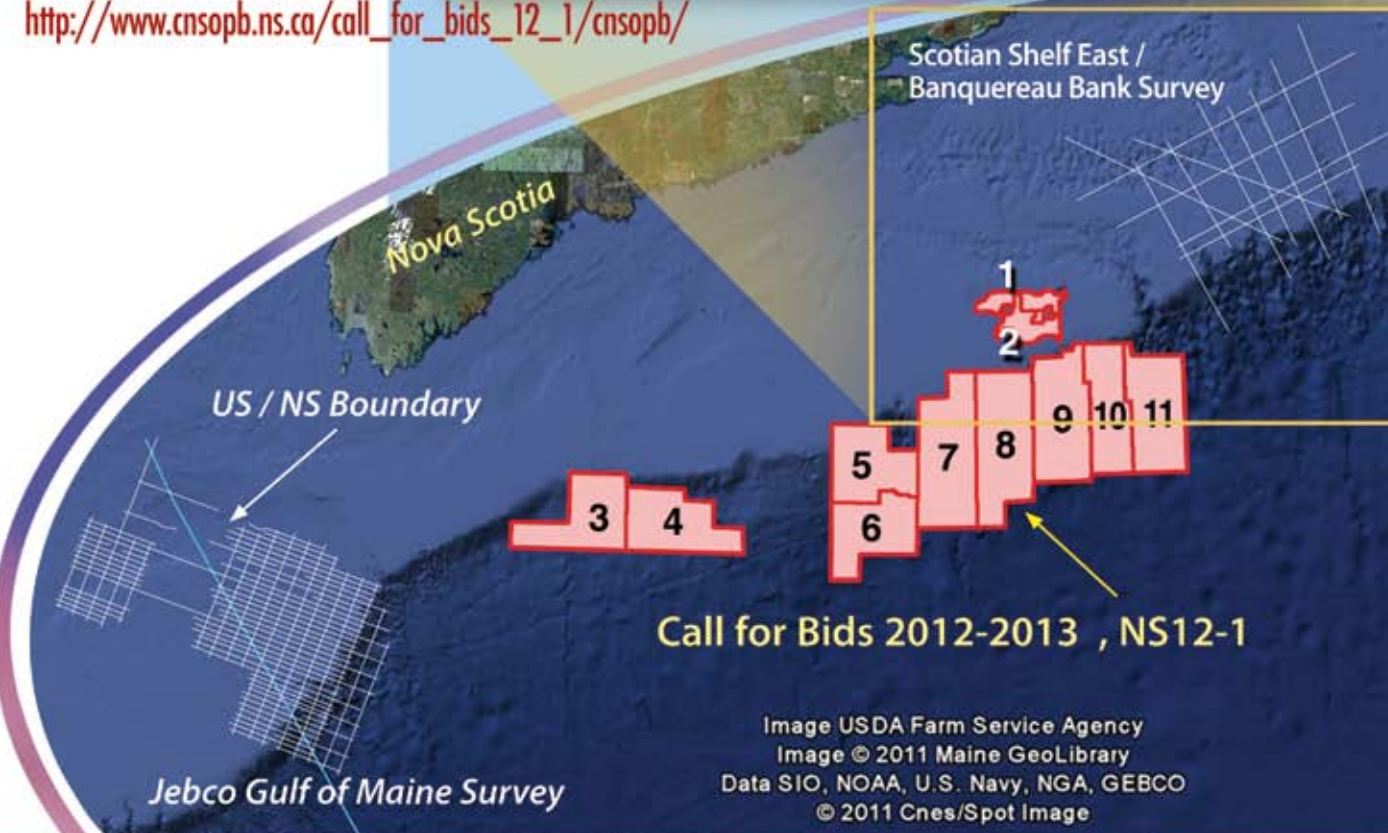 http://www.cnsopb.ns.ca/call_for_bids_12_1/cnsopb/
Scotian Shelf East /
Banquereau Bank Survey
Nova Scotia
1
2
US / NS Boundary
3
4
5
6
7
8
9
10
11
Call for Bids 2012-2013 , NS12-1
Image USDA Farm Service Agency
Image © 2011 Maine GeoLibrary
Data SIO, NOAA, U.S. Navy, NGA, GEBCO
© 2011 Cnes/Spot Image
Jebco Gulf of Maine Survey